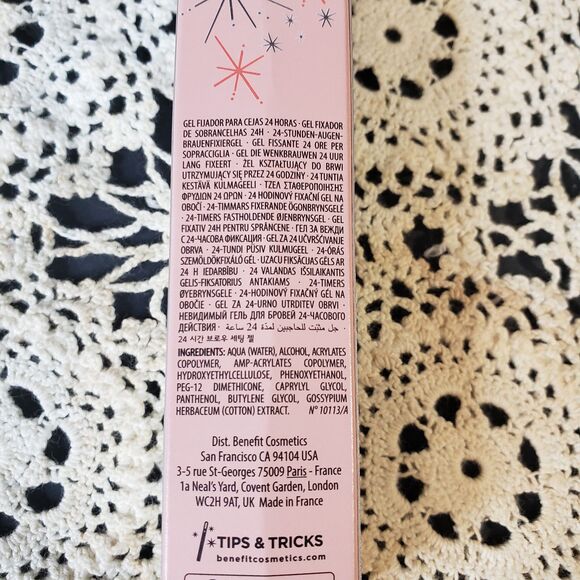 GEL FIJADOR PARA CEJAS 24 HORAS · GEL FIXADOR
DE SOBRANCELHAS 24H · 24-STUNDEN-AUGEN-
BRAUENFIXIERGEL · GEL FISSANTE 24 ORE PER
SOPRACCIGLIA · GEL DIE WENKBRAUWEN 24 UUR
LANG FIXEERT · ŻEL KSZTAŁTUJĄCY DO BRWI
UTRZYMUJĄCY SIĘ PRZEZ 24 GODZINY · 24 TUNTIA
KESTÄVÄ KULMAGEELI · ΤΖΕΛ ΣΤΑΘΕΡΟΠΟΙΗΣΗΣ
ΦΡΥΔΙΩΝ 24 ΩΡΩΝ · 24 HODINOVÝ FIXAČNÍ GEL NA
OBOČÍ · 24-TIMMARS FIXERANDE ÖGONBRYNSGELÉ
· 24-TIMERS FASTHOLDENDE ØJENBRYNSGEL · GEL
FIXATIV 24H PENTRU SPRÂNCENE · ГЕЛ ЗА ВЕЖДИ
С 24-ЧАСОВА ФИКСАЦИЯ · GEL ZA 24 UČVRŠĆIVANJE
OBRVA · 24-TUNDI PÜSIV KULMUGEEL · 24-ÓRÁS
SZEMÖLDÖKFIXÁLÓ GÉL · UZACU FIKSĀCIJAS GĒLS AR
24 H IEDARBĪBU · 24 VALANDAS IŠSILAIKANTIS
GELIS-FIKSATORIUS ANTAKIAMS · 24-TIMERS
ØYEBRYNSGELE · 24-HODINOVÝ FIXAČNÝ GÉL NA
OBOČIE · GEL ZA 24-URNO UTRDITEV OBRVI ·
НЕВИДИМЫЙ ГЕЛЬ ДЛЯ БРОВЕЙ 24-ЧАСОВОГО
ДЕЙСТВИЯ · جل مثبت للحاجبين لمدة 24 ساعة ·
24 시간 브로우 세팅 젤
INGREDIENTS: AQUA (WATER), ALCOHOL, ACRYLATES
COPOLYMER, AMP-ACRYLATES COPOLYMER,
HYDROXYETHYLCELLULOSE, PHENOXYETHANOL,
PEG-12 DIMETHICONE, CAPRYLYL GLYCOL,
PANTHENOL, BUTYLENE GLYCOL, GOSSYPIUM
HERBACEUM (COTTON) EXTRACT. N° 10113/A
Dist. Benefit Cosmetics
San Francisco CA 94104 USA
3-5 rue St-Georges 75009 Paris - France
1a Neal's Yard, Covent Garden, London
WC2H 9AT, UK Made in France
TIPS & TRICKS
benefitcosmetics.com